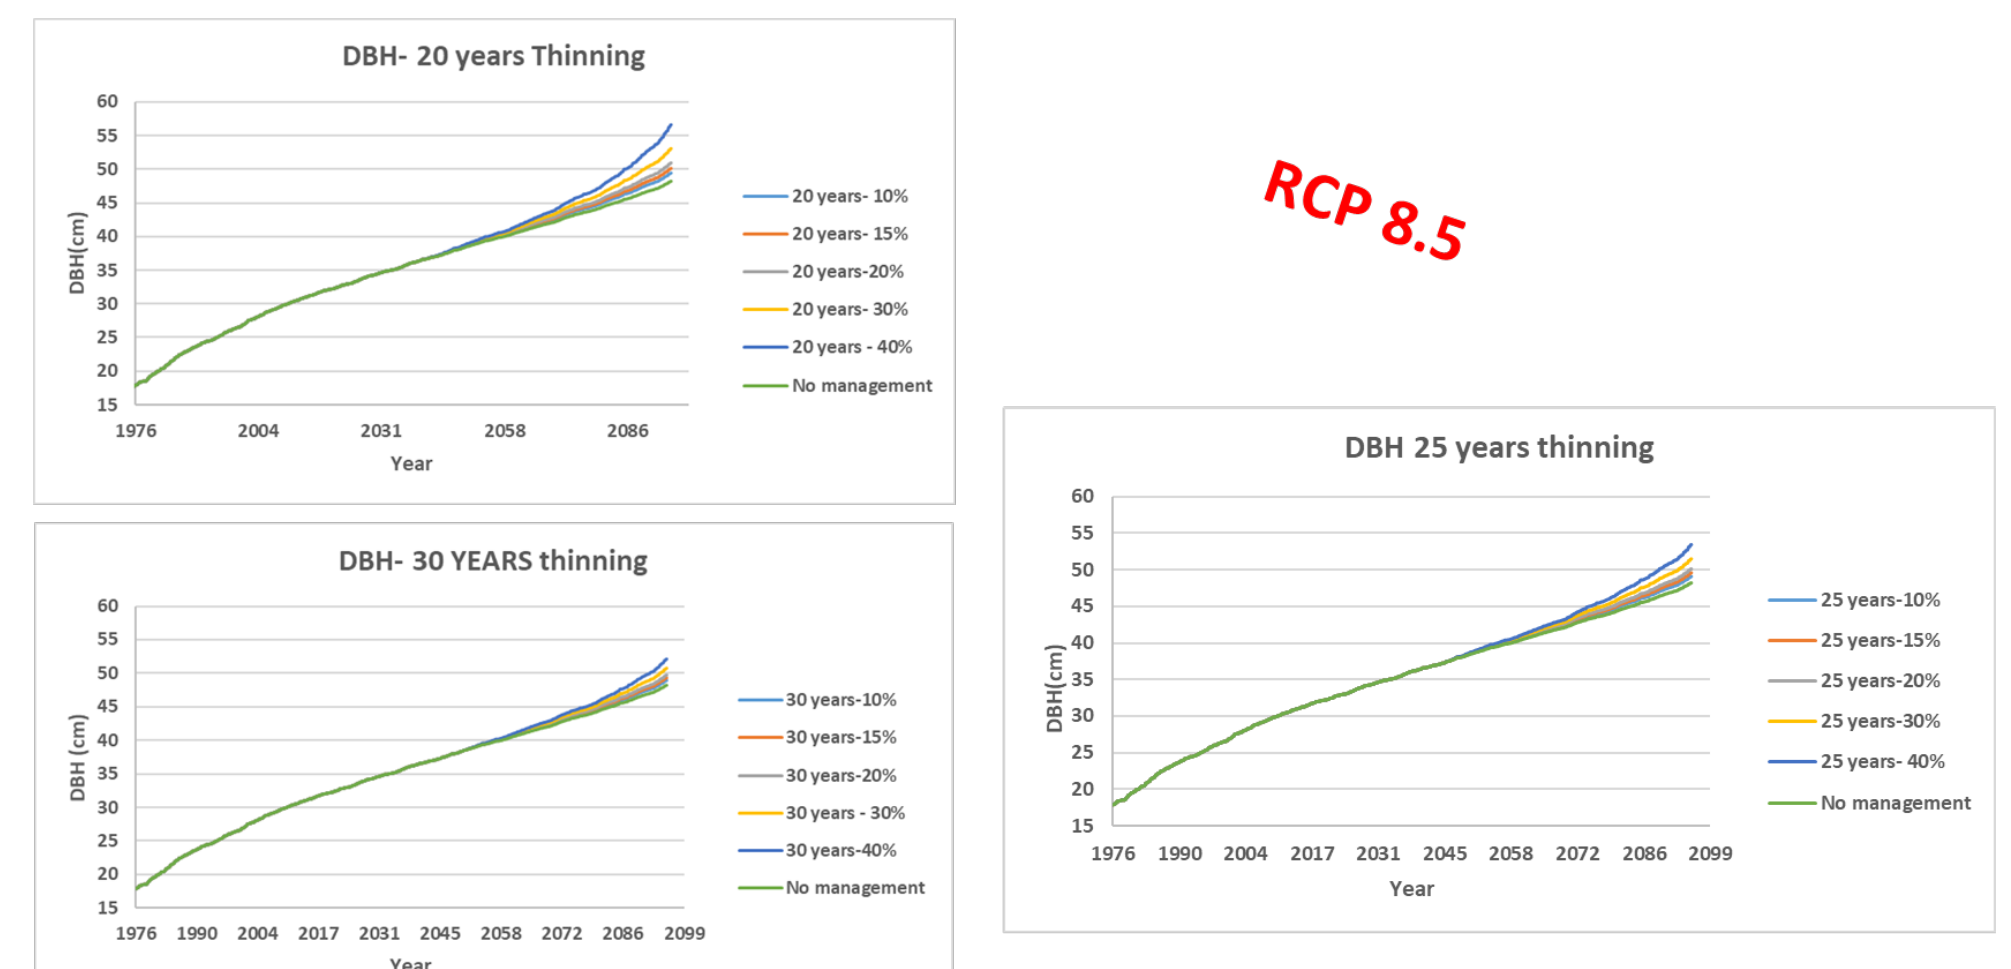 DBH- 20 years Thinning
60
55
50
45
40
35
30
25
20
15
DBH(cm)
1976 2004 2031 2058 2086
Year
20 years- 10%
20 years- 15%
20 years-20%
20 years- 30%
20 years - 40%
No management
RCP 8.5
DBH- 30 YEARS thinning
60
55
50
45
40
35
30
25
20
15
DBH (cm)
1976 1990 2004 2017 2031 2045 2058 2072 2086 2099
Year
30 years-10%
30 years-15%
30 years-20%
30 years - 30%
30 years-40%
No management
DBH 25 years thinning
60
55
50
45
40
35
30
25
20
15
DBH(cm)
1976 1990 2004 2017 2031 2045 2058 2072 2086 2099
Year
25 years-10%
25 years-15%
25 years-20%
25 years-30%
25 years- 40%
No management